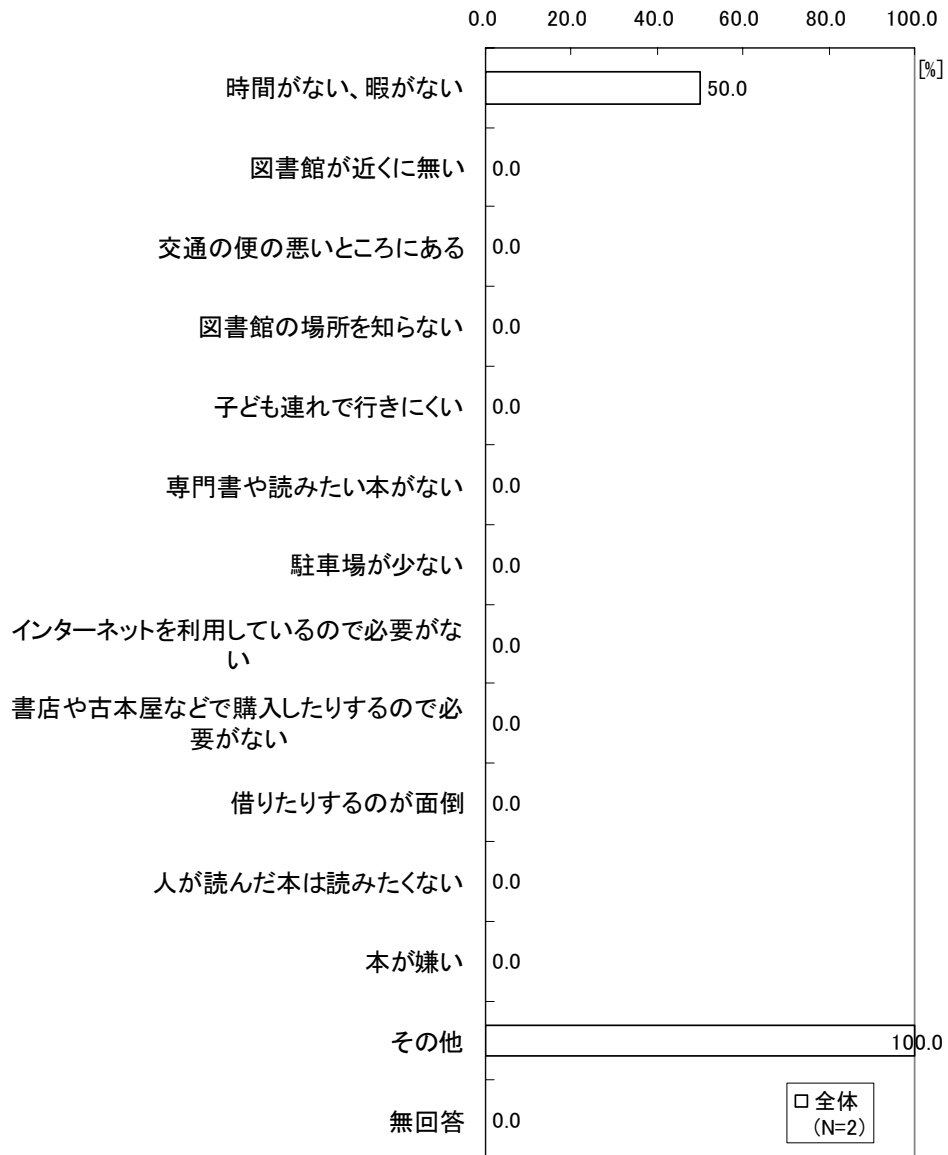 0.0 20.0 40.0 60.0 80.0 100.0
[%]
時間がない、暇がない 50.0
図書館が近くに無い 0.0
交通の便の悪いところにある 0.0
図書館の場所を知らない 0.0
子ども連れで行きにくい 0.0
専門書や読みたい本がない 0.0
駐車場が少ない 0.0
インターネットを利用しているので必要がな
い 0.0
書店や古本屋などで購入したりするので必
要がない 0.0
借りたりするのが面倒 0.0
人が読んだ本は読みたくない 0.0
本が嫌い 0.0
その他 100.0
無回答 0.0
全体
(N=2)